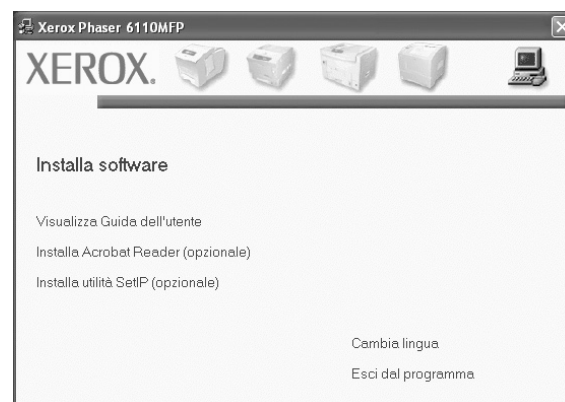 Xerox Phaser 6110MFP
XEROX.
Installa software
Visualizza Guida dell'utente
Installa Acrobat Reader (opzionale)
Installa utilità SetIP (opzionale)
Cambia lingua
Esci dal programma